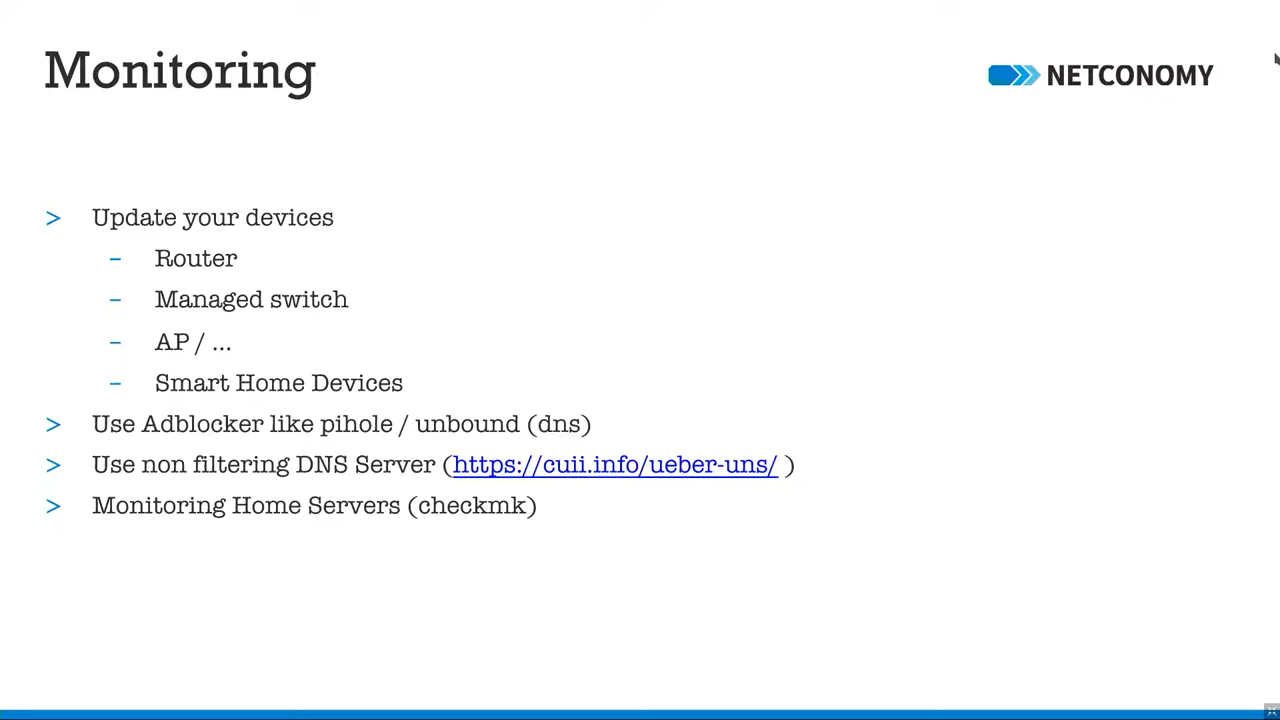 Monitoring
NETCONOMY
> Update your devices
– Router
– Managed switch
– AP / ...
– Smart Home Devices
> Use Adblocker like pihole / unbound (dns)
> Use non filtering DNS Server (https://cuii.info/ueber-uns/ )
> Monitoring Home Servers (checkmk)